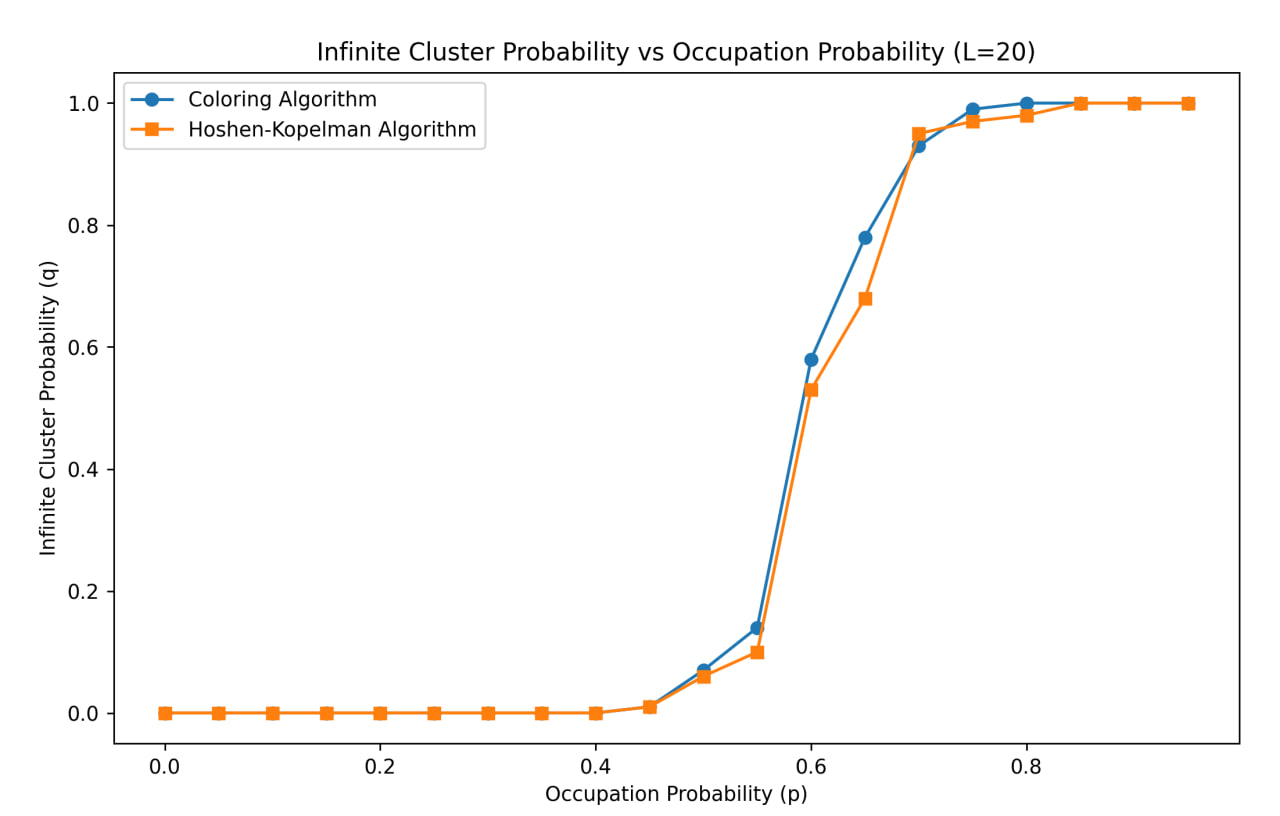 Infinite Cluster Probability vs Occupation Probability (L=20)
Coloring Algorithm
Hoshen-Kopelman Algorithm
Infinite Cluster Probability (q)
1.0
0.8
0.6
0.4
0.2
0.0
0.0 0.2 0.4 0.6 0.8
Occupation Probability (p)